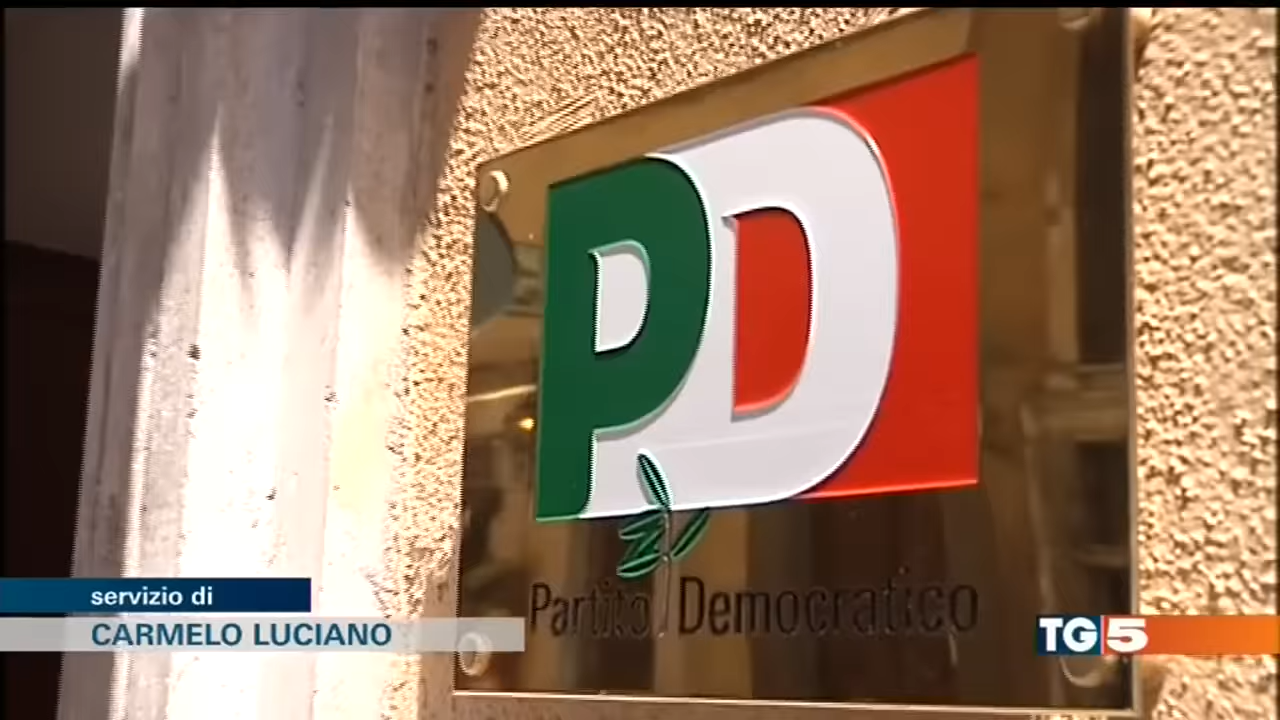 PD
Partito Democratico
servizio di
CARMELO LUCIANO
TG5